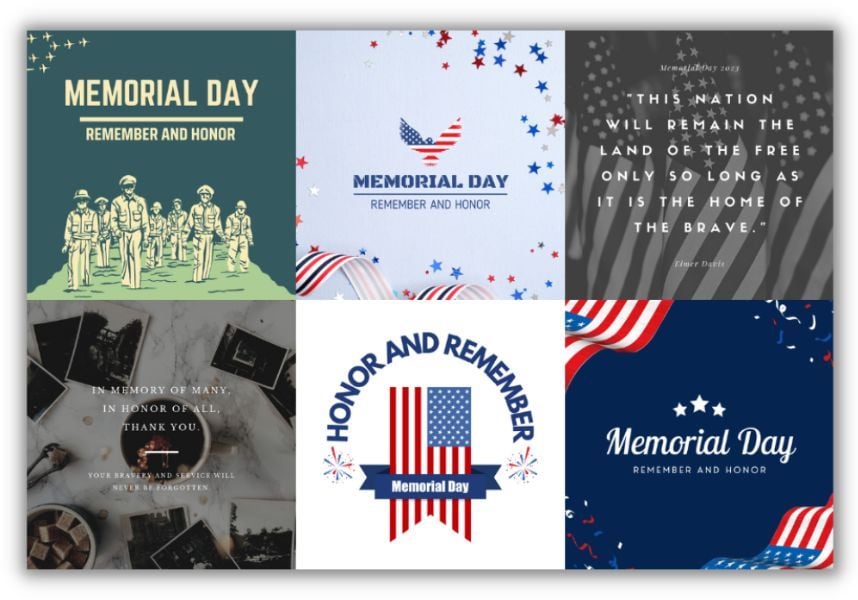 MEMORIAL DAY
REMEMBER AND HONOR
MEMORIAL DAY
REMEMBER AND HONOR
Memorial Day 2023
"THIS NATION
WILL REMAIN THE
LAND OF THE FREE
ONLY SO LONG AS
IT IS THE HOME OF
THE BRAVE."
Elmer Davis
IN MEMORY OF MANY,
IN HONOR OF ALL,
THANK YOU.
YOUR BRAVERY AND SERVICE WILL
NEVER BE FORGOTTEN.
HONOR AND REMEMBER
Memorial Day
Memorial Day
REMEMBER AND HONOR